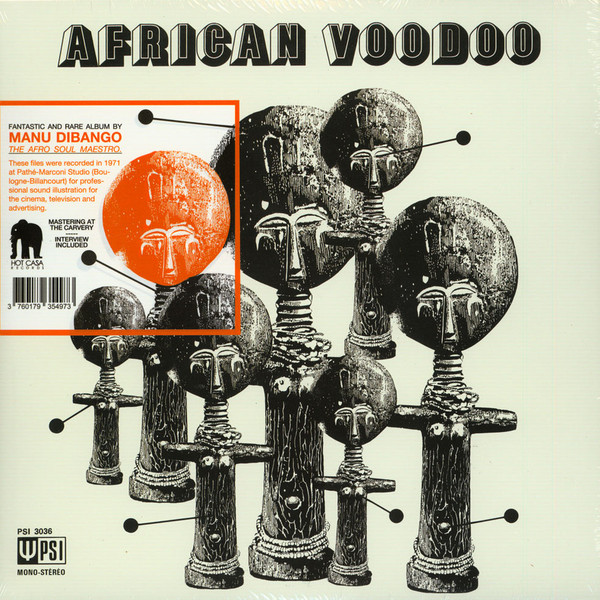 AFRICAN VOODOO
FANTASTIC AND RARE ALBUM BY
MANU DIBANGO
THE AFRO SOUL MAESTRO.
These files were recorded in 1971
at Pathé-Marconi Studio (Bou-
logne-Billancourt) for profes-
sional sound illustration for
the cinema, television and
advertising.
MASTERING AT
THE CARVERY
INTERVIEW
INCLUDED
HOT CASA
RECORDS
3 760179 354973
PSI 3036
PSI
MONO-STÉRÉO